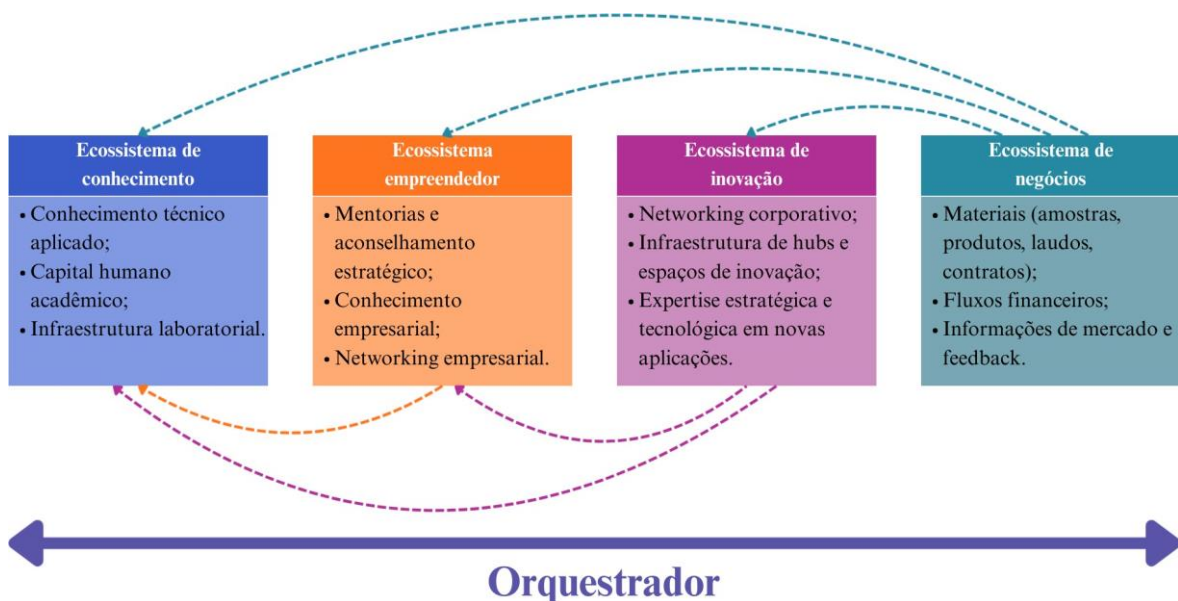 Ecossistema de
conhecimento
• Conhecimento técnico
aplicado;
• Capital humano
acadêmico;
• Infraestrutura laboratorial.
Ecossistema
empreendedor
• Mentorias e
aconselhamento
estratégico;
• Conhecimento
empresarial;
• Networking empresarial.
Ecossistema de
inovação
• Networking corporativo;
• Infraestrutura de hubs e
espaços de inovação;
• Expertise estratégica e
tecnológica em novas
aplicações.
Ecossistema de
negócios
• Materiais (amostras,
produtos, laudos,
contratos);
• Fluxos financeiros;
• Informações de mercado e
feedback.
Orquestrador